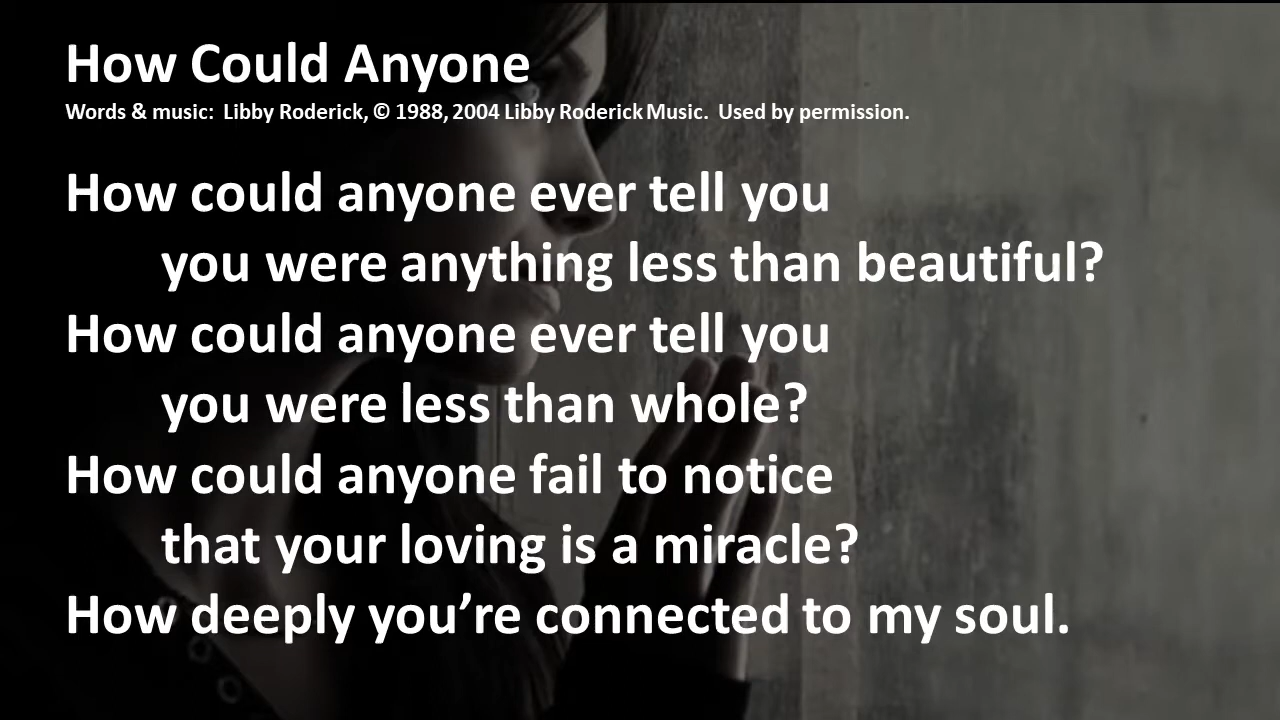 How Could Anyone
Words & music:  Libby Roderick, © 1988, 2004 Libby Roderick Music.  Used by permission.
How could anyone ever tell you
you were anything less than beautiful?
How could anyone ever tell you
you were less than whole?
How could anyone fail to notice
that your loving is a miracle?
How deeply you’re connected to my soul.